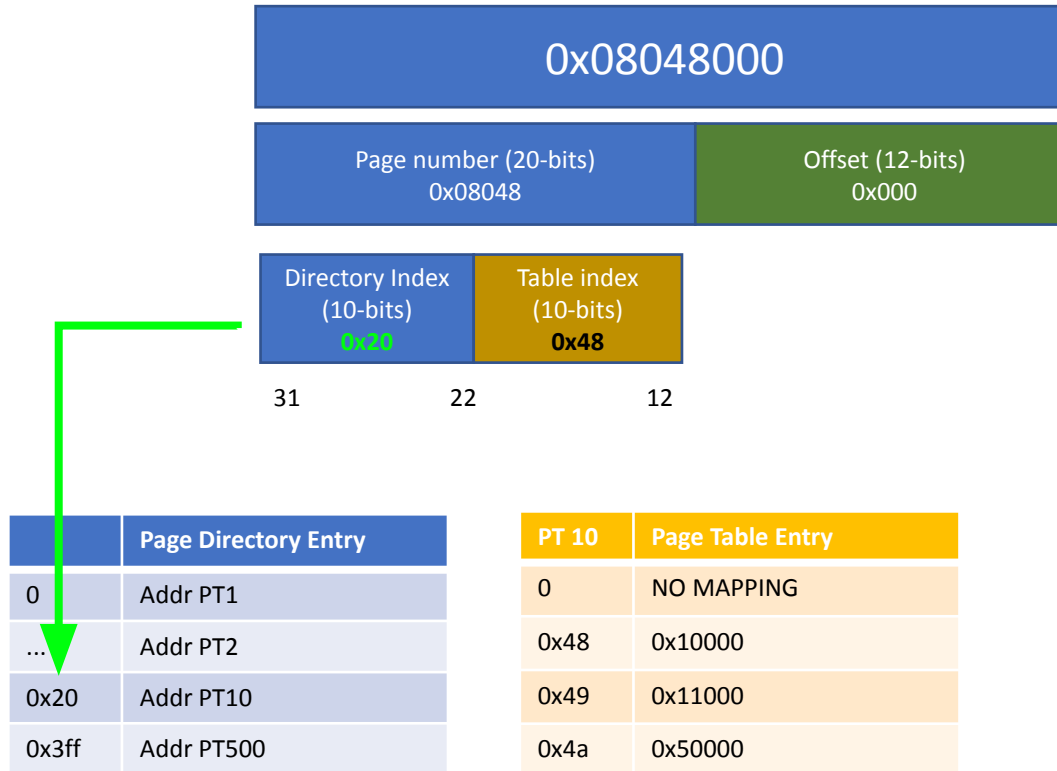 0x08048000
Page number (20-bits)
0x08048
Offset (12-bits)
0x000
Directory Index
(10-bits)
0x20
Table index
(10-bits)
0x48
31 22 12
Page Directory Entry
0 Addr PT1
... Addr PT2
0x20 Addr PT10
0x3ff Addr PT500
PT 10 Page Table Entry
0 NO MAPPING
0x48 0x10000
0x49 0x11000
0x4a 0x50000